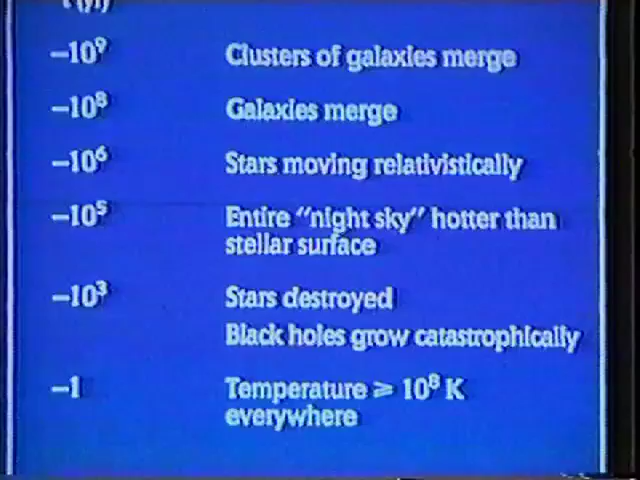 t (yr)
–10⁹ Clusters of galaxies merge
–10⁸ Galaxies merge
–10⁶ Stars moving relativistically
–10⁵ Entire "night sky" hotter than
stellar surface
–10³ Stars destroyed
Black holes grow catastrophically
–1 Temperature ≥ 10⁸ K
everywhere